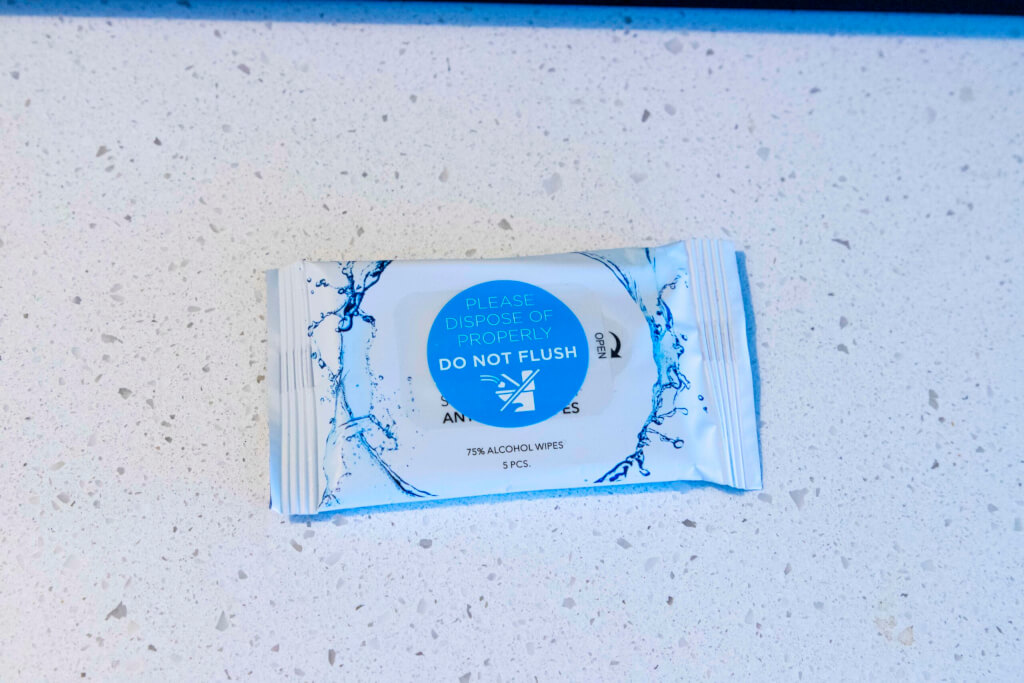 PLEASE
DISPOSE OF
PROPERLY
DO NOT FLUSH
OPEN
75% ALCOHOL WIPES
5 PCS.